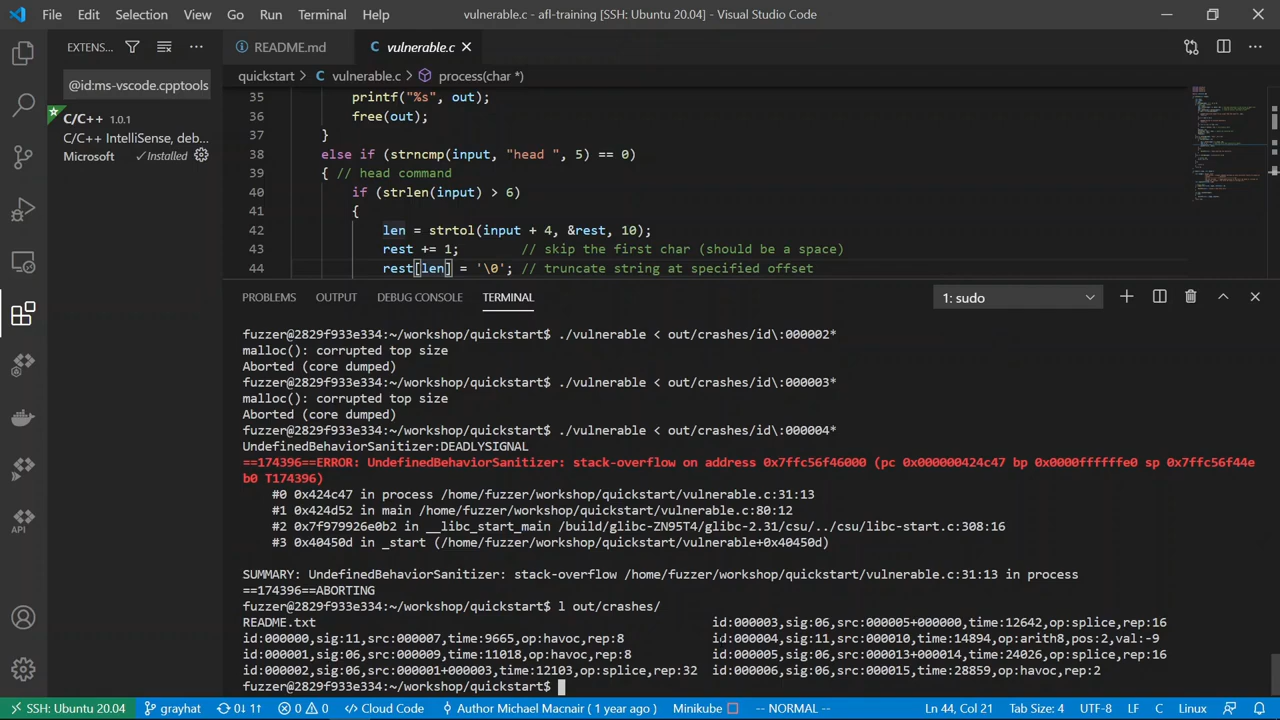 File Edit Selection View Go Run Terminal Help vulnerable.c - afl-training [SSH: Ubuntu 20.04] - Visual Studio Code
EXTENS... ···
README.md vulnerable.c
@id:ms-vscode.cpptools
quickstart > vulnerable.c > process(char *)
C/C++ 1.0.1
C/C++ IntelliSense, deb...
Microsoft ✓Installed
35 printf("%s", out);
36 free(out);
37 }
38 else if (strncmp(input, "head ", 5) == 0)
39 { // head command
40 if (strlen(input) > 6)
41 {
42 len = strtol(input + 4, &rest, 10);
43 rest += 1; // skip the first char (should be a space)
44 rest[len] = '\0'; // truncate string at specified offset
PROBLEMS OUTPUT DEBUG CONSOLE TERMINAL 1: sudo
fuzzer@2829f933e334:~/workshop/quickstart$ ./vulnerable < out/crashes/id\:000002*
malloc(): corrupted top size
Aborted (core dumped)
fuzzer@2829f933e334:~/workshop/quickstart$ ./vulnerable < out/crashes/id\:000003*
malloc(): corrupted top size
Aborted (core dumped)
fuzzer@2829f933e334:~/workshop/quickstart$ ./vulnerable < out/crashes/id\:000004*
UndefinedBehaviorSanitizer:DEADLYSIGNAL
==174396==ERROR: UndefinedBehaviorSanitizer: stack-overflow on address 0x7ffc56f46000 (pc 0x000000424c47 bp 0x0000ffffffe0 sp 0x7ffc56f44e
b0 T174396)
#0 0x424c47 in process /home/fuzzer/workshop/quickstart/vulnerable.c:31:13
#1 0x424d52 in main /home/fuzzer/workshop/quickstart/vulnerable.c:80:12
#2 0x7f979926e0b2 in __libc_start_main /build/glibc-ZN95T4/glibc-2.31/csu/../csu/libc-start.c:308:16
#3 0x40450d in _start (/home/fuzzer/workshop/quickstart/vulnerable+0x40450d)
SUMMARY: UndefinedBehaviorSanitizer: stack-overflow /home/fuzzer/workshop/quickstart/vulnerable.c:31:13 in process
==174396==ABORTING
fuzzer@2829f933e334:~/workshop/quickstart$ l out/crashes/
README.txt id:000003,sig:06,src:000005+000000,time:12642,op:splice,rep:16
id:000000,sig:11,src:000007,time:9665,op:havoc,rep:8 id:000004,sig:11,src:000010,time:14894,op:arith8,pos:2,val:-9
id:000001,sig:06,src:000009,time:11018,op:havoc,rep:8 id:000005,sig:06,src:000013+000014,time:24026,op:splice,rep:16
id:000002,sig:06,src:000001+000003,time:12103,op:splice,rep:32 id:000006,sig:06,src:000015,time:28859,op:havoc,rep:2
fuzzer@2829f933e334:~/workshop/quickstart$
API
SSH: Ubuntu 20.04 grayhat 0↓ 1↑ 0 0 Cloud Code Author Michael Macnair (1 year ago) Minikube -- NORMAL -- Ln 44, Col 21 Tab Size: 4 UTF-8 LF C Linux